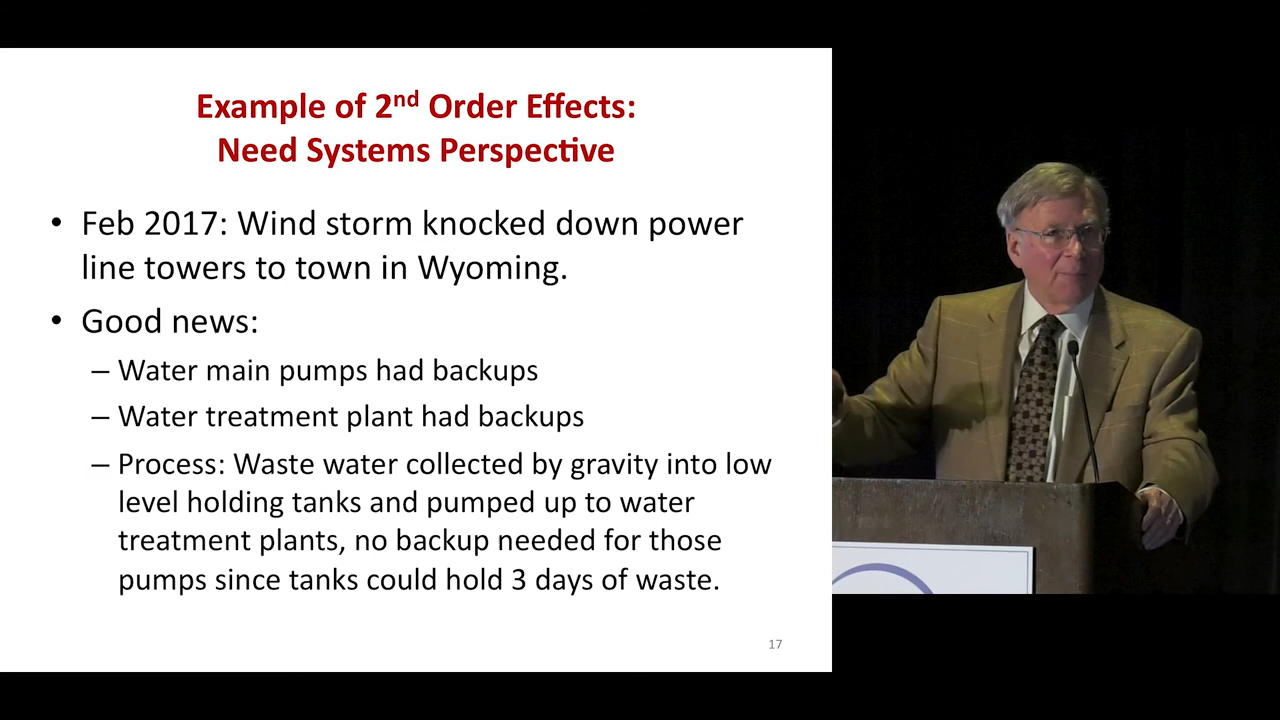 Example of 2nd Order Effects:
Need Systems Perspective
• Feb 2017: Wind storm knocked down power
line towers to town in Wyoming.
• Good news:
– Water main pumps had backups
– Water treatment plant had backups
– Process: Waste water collected by gravity into low
level holding tanks and pumped up to water
treatment plants, no backup needed for those
pumps since tanks could hold 3 days of waste.
17